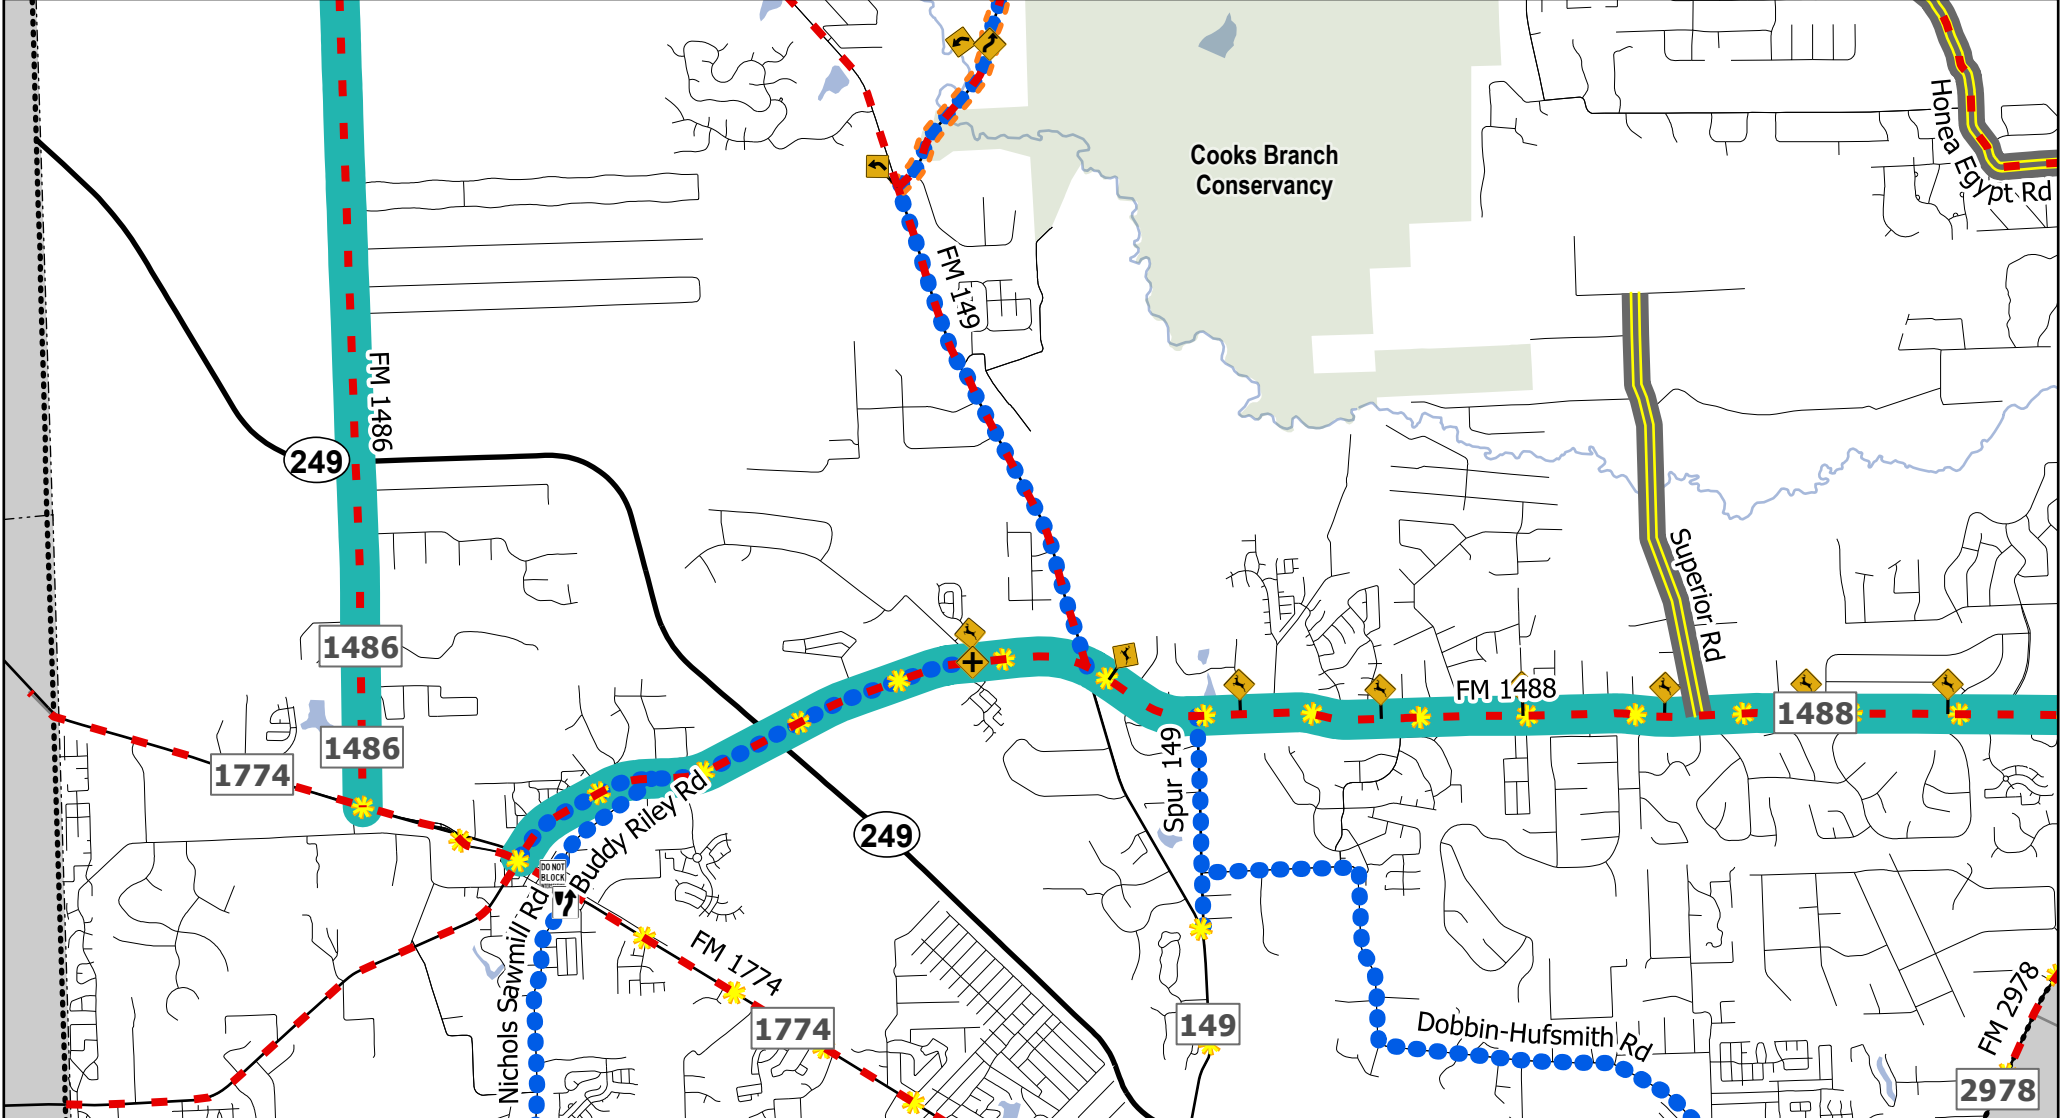 Cooks Branch
Conservancy
Honea Egypt Rd
FM 149
FM 1486
249
Superior Rd
1486
FM 1488
1488
1486
1774
Spur 149
Buddy Riley Rd
249
DO NOT
BLOCK
Nichols Sawmill Rd
FM 1774
1774
149
Dobbin-Hufsmith Rd
FM 2978
2978